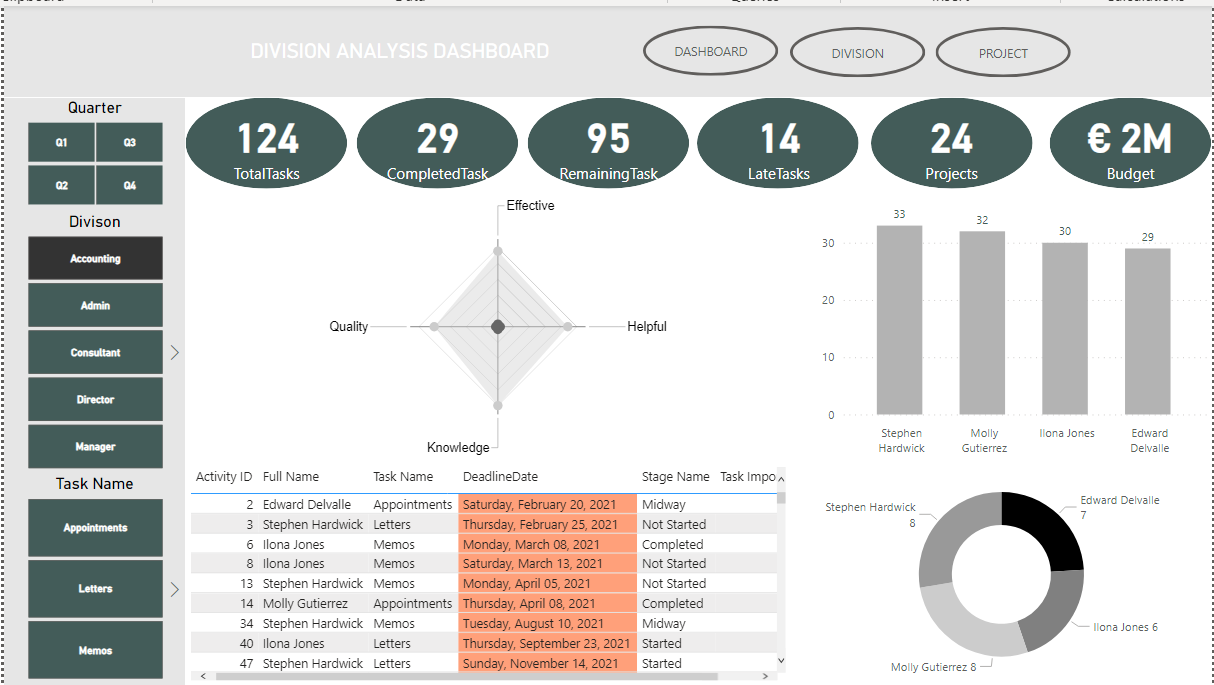 DIVISION ANALYSIS DASHBOARD
DASHBOARD
DIVISION
PROJECT
Quarter
Q1
Q3
Q2
Q4
Divison
Accounting
Admin
Consultant
Director
Manager
Task Name
Appointments
Letters
Memos
124
TotalTasks
29
CompletedTask
95
RemainingTask
14
LateTasks
24
Projects
€ 2M
Budget
Effective
Quality
Helpful
Knowledge
33
32
30
29
30
20
10
0
Stephen
Hardwick
Molly
Gutierrez
Ilona Jones
Edward
Delvalle
Activity ID Full Name Task Name DeadlineDate Stage Name Task Impo
2 Edward Delvalle Appointments Saturday, February 20, 2021 Midway
3 Stephen Hardwick Letters Thursday, February 25, 2021 Not Started
6 Ilona Jones Memos Monday, March 08, 2021 Completed
8 Ilona Jones Memos Saturday, March 13, 2021 Not Started
13 Stephen Hardwick Memos Monday, April 05, 2021 Not Started
14 Molly Gutierrez Appointments Thursday, April 08, 2021 Completed
34 Stephen Hardwick Memos Tuesday, August 10, 2021 Midway
40 Ilona Jones Letters Thursday, September 23, 2021 Started
47 Stephen Hardwick Letters Sunday, November 14, 2021 Started
Stephen Hardwick
8
Edward Delvalle
7
Ilona Jones 6
Molly Gutierrez 8